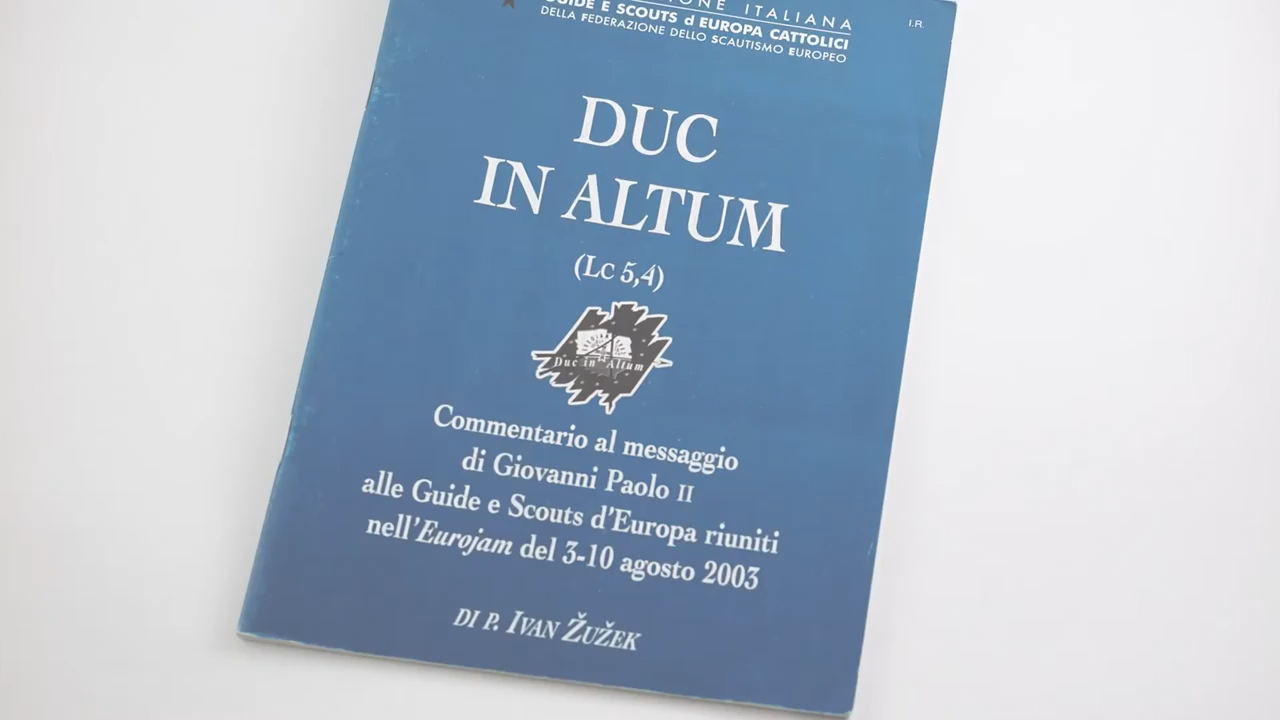 ITALIANA
GUIDE E SCOUTS d EUROPA CATTOLICI
DELLA FEDERAZIONE DELLO SCAUTISMO EUROPEO
I.R.
DUC
IN ALTUM
(LC 5,4)
Duc in Altum
Commentario al messaggio
di Giovanni Paolo II
alle Guide e Scouts d'Europa riuniti
nell'Eurojam del 3-10 agosto 2003
DI P. IVAN ŽUŽEK